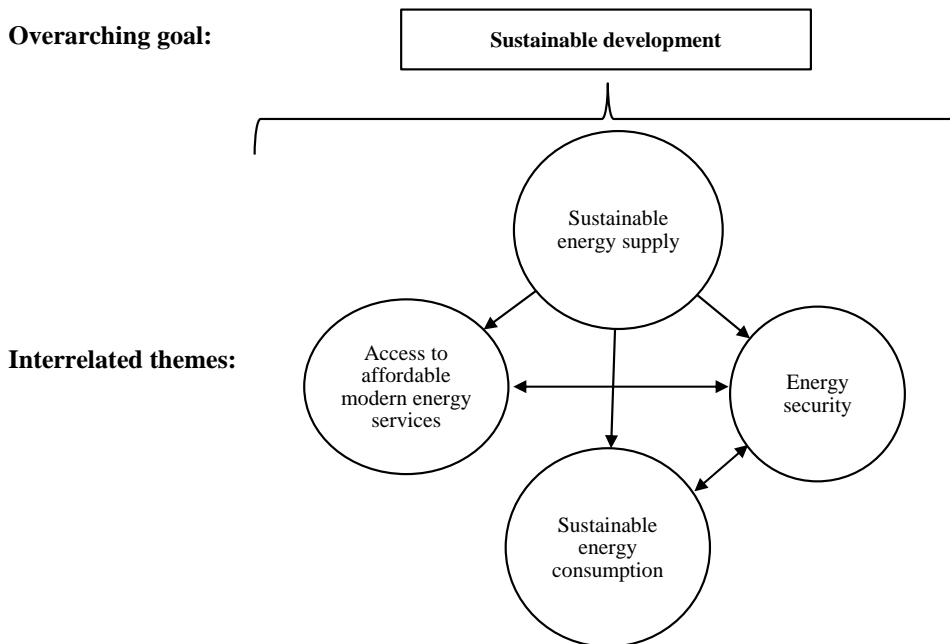 Overarching goal:
Sustainable development
Sustainable
energy supply
Interrelated themes:
Access to
affordable
modern energy
services
Energy
security
Sustainable
energy
consumption